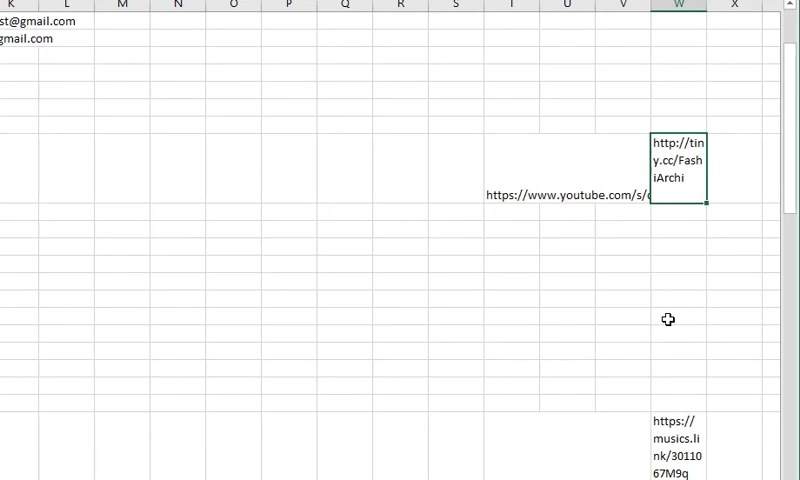 K L M N O P Q R S T U V W X
st@gmail.com
gmail.com
http://tin
y.cc/Fash
iArchi
https://www.youtube.com/s/
https://
musics.li
nk/30110
67M9q